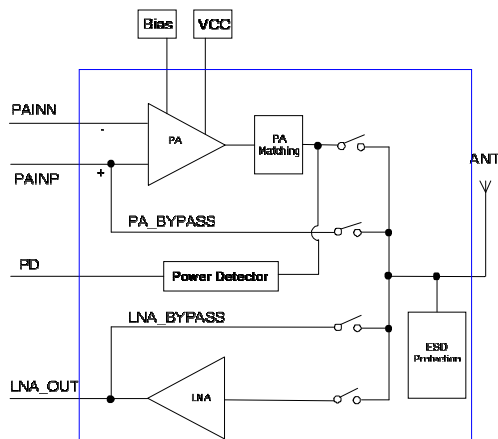 Bias VCC
PAINN
-
PA
PA
Matching
ANT
PAINP
+
PA_BYPASS
PD
Power Detector
LNA_BYPASS
ESD
Protection
LNA_OUT
LNA